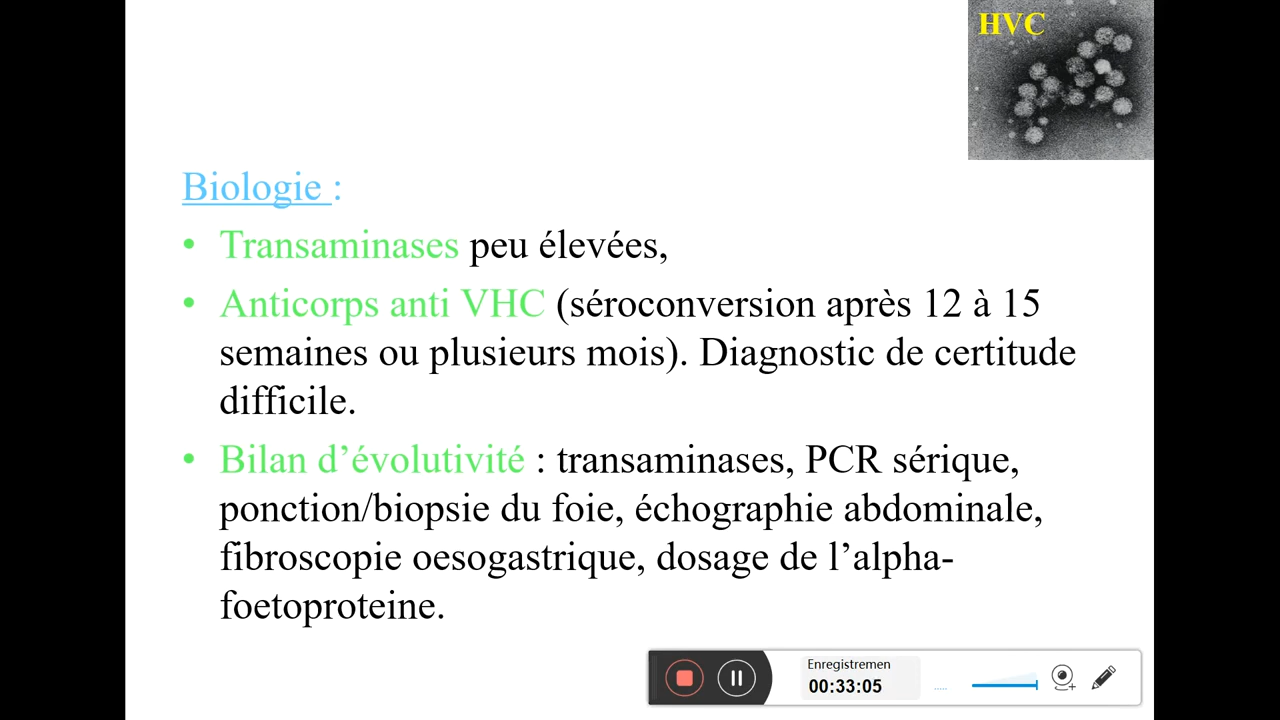 HVC
Biologie :
• Transaminases peu élevées,
• Anticorps anti VHC (séroconversion après 12 à 15
semaines ou plusieurs mois). Diagnostic de certitude
difficile.
• Bilan d’évolutivité : transaminases, PCR sérique,
ponction/biopsie du foie, échographie abdominale,
fibroscopie oesogastrique, dosage de l’alpha-
foetoproteine.
Enregistremen
00:33:05